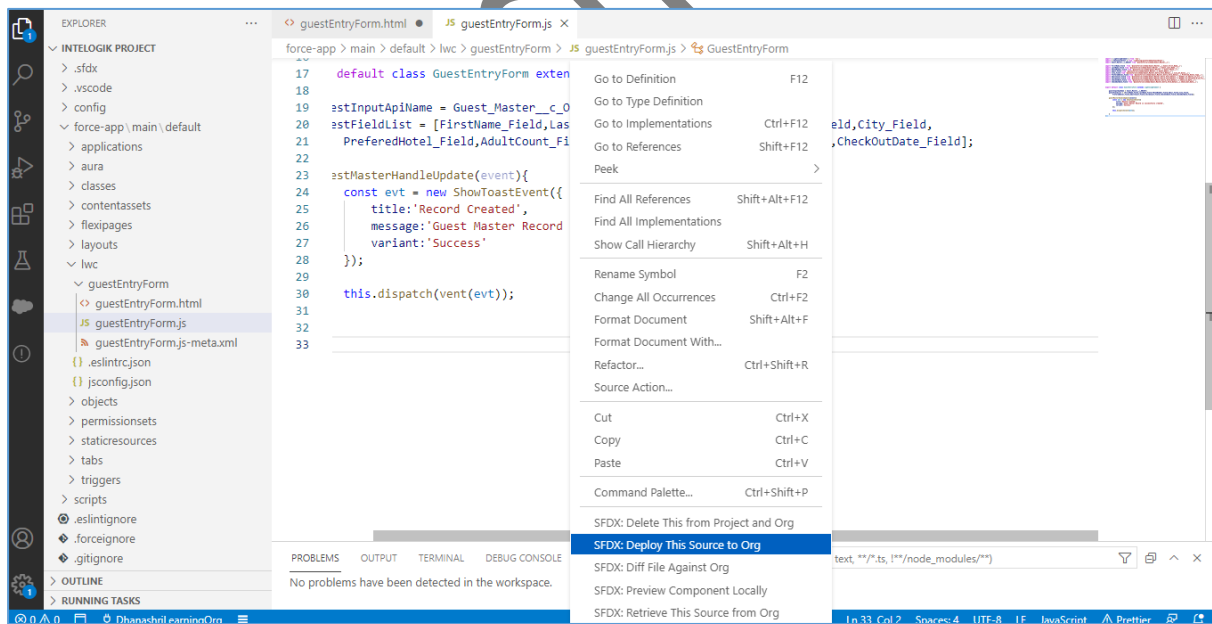 EXPLORER ...
INTELOGIK PROJECT
.sfdx
.vscode
config
force-app \ main \ default
applications
aura
classes
contentassets
flexipages
layouts
lwc
guestEntryForm
guestEntryForm.html
JS guestEntryForm.js
guestEntryForm.js-meta.xml
{} .eslintrc.json
{} jsconfig.json
objects
permissionsets
staticresources
tabs
triggers
scripts
.eslintignore
.forceignore
.gitignore
OUTLINE
RUNNING TASKS
guestEntryForm.html ● JS guestEntryForm.js ×
force-app > main > default > lwc > guestEntryForm > JS guestEntryForm.js > GuestEntryForm
17 default class GuestEntryForm exten
18
19 estInputApiName = Guest_Master__c_O
20 estFieldList = [FirstName_Field,Las eld,City_Field,
21 PreferedHotel_Field,AdultCount_Fi ,CheckOutDate_Field];
22
23 estMasterHandleUpdate(event){
24 const evt = new ShowToastEvent({
25 title:'Record Created',
26 message:'Guest Master Record
27 variant:'Success'
28 });
29
30 this.dispatch(vent(evt));
31
32
33
Go to Definition F12
Go to Type Definition
Go to Implementations Ctrl+F12
Go to References Shift+F12
Peek >
Find All References Shift+Alt+F12
Find All Implementations
Show Call Hierarchy Shift+Alt+H
Rename Symbol F2
Change All Occurrences Ctrl+F2
Format Document Shift+Alt+F
Format Document With...
Refactor... Ctrl+Shift+R
Source Action...
Cut Ctrl+X
Copy Ctrl+C
Paste Ctrl+V
Command Palette... Ctrl+Shift+P
SFDX: Delete This from Project and Org
SFDX: Deploy This Source to Org
SFDX: Diff File Against Org
SFDX: Preview Component Locally
SFDX: Retrieve This Source from Org
PROBLEMS OUTPUT TERMINAL DEBUG CONSOLE text, **/*.ts, !**/node_modules/**)
No problems have been detected in the workspace.
0 0 DhanashriLearningOrg Ln 33, Col 2 Spaces: 4 UTF-8 LF JavaScript Prettier